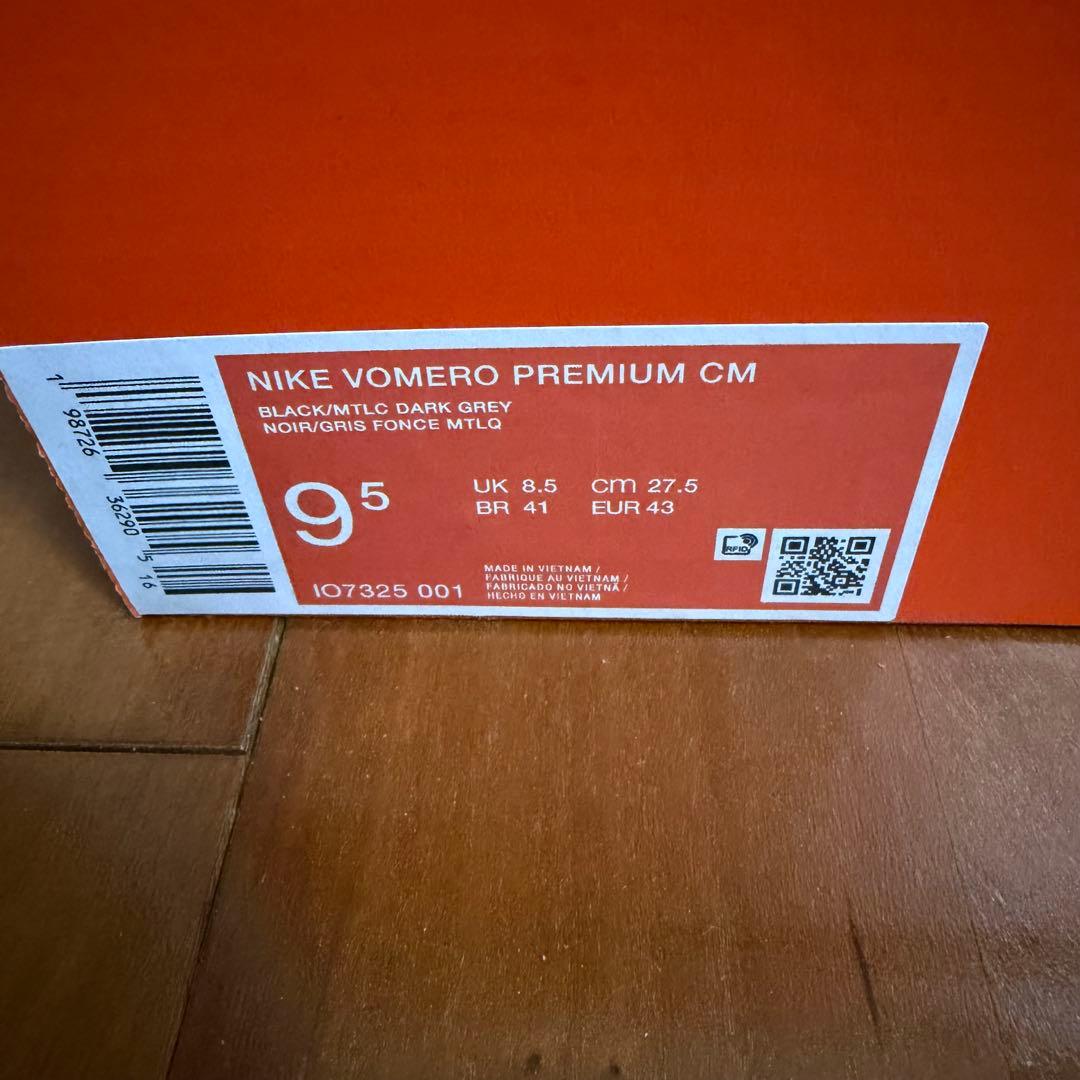 NIKE VOMERO PREMIUM CM
BLACK/MTLC DARK GREY
NOIR/GRIS FONCE MTLQ
9⁵
UK 8.5 cm 27.5
BR 41 EUR 43
IO7325 001
MADE IN VIETNAM /
FABRIQUE AU VIETNAM /
FABRICADO NO VIETNÃ /
HECHO EN VIETNAM
RFID
1 98726 36290 5 16